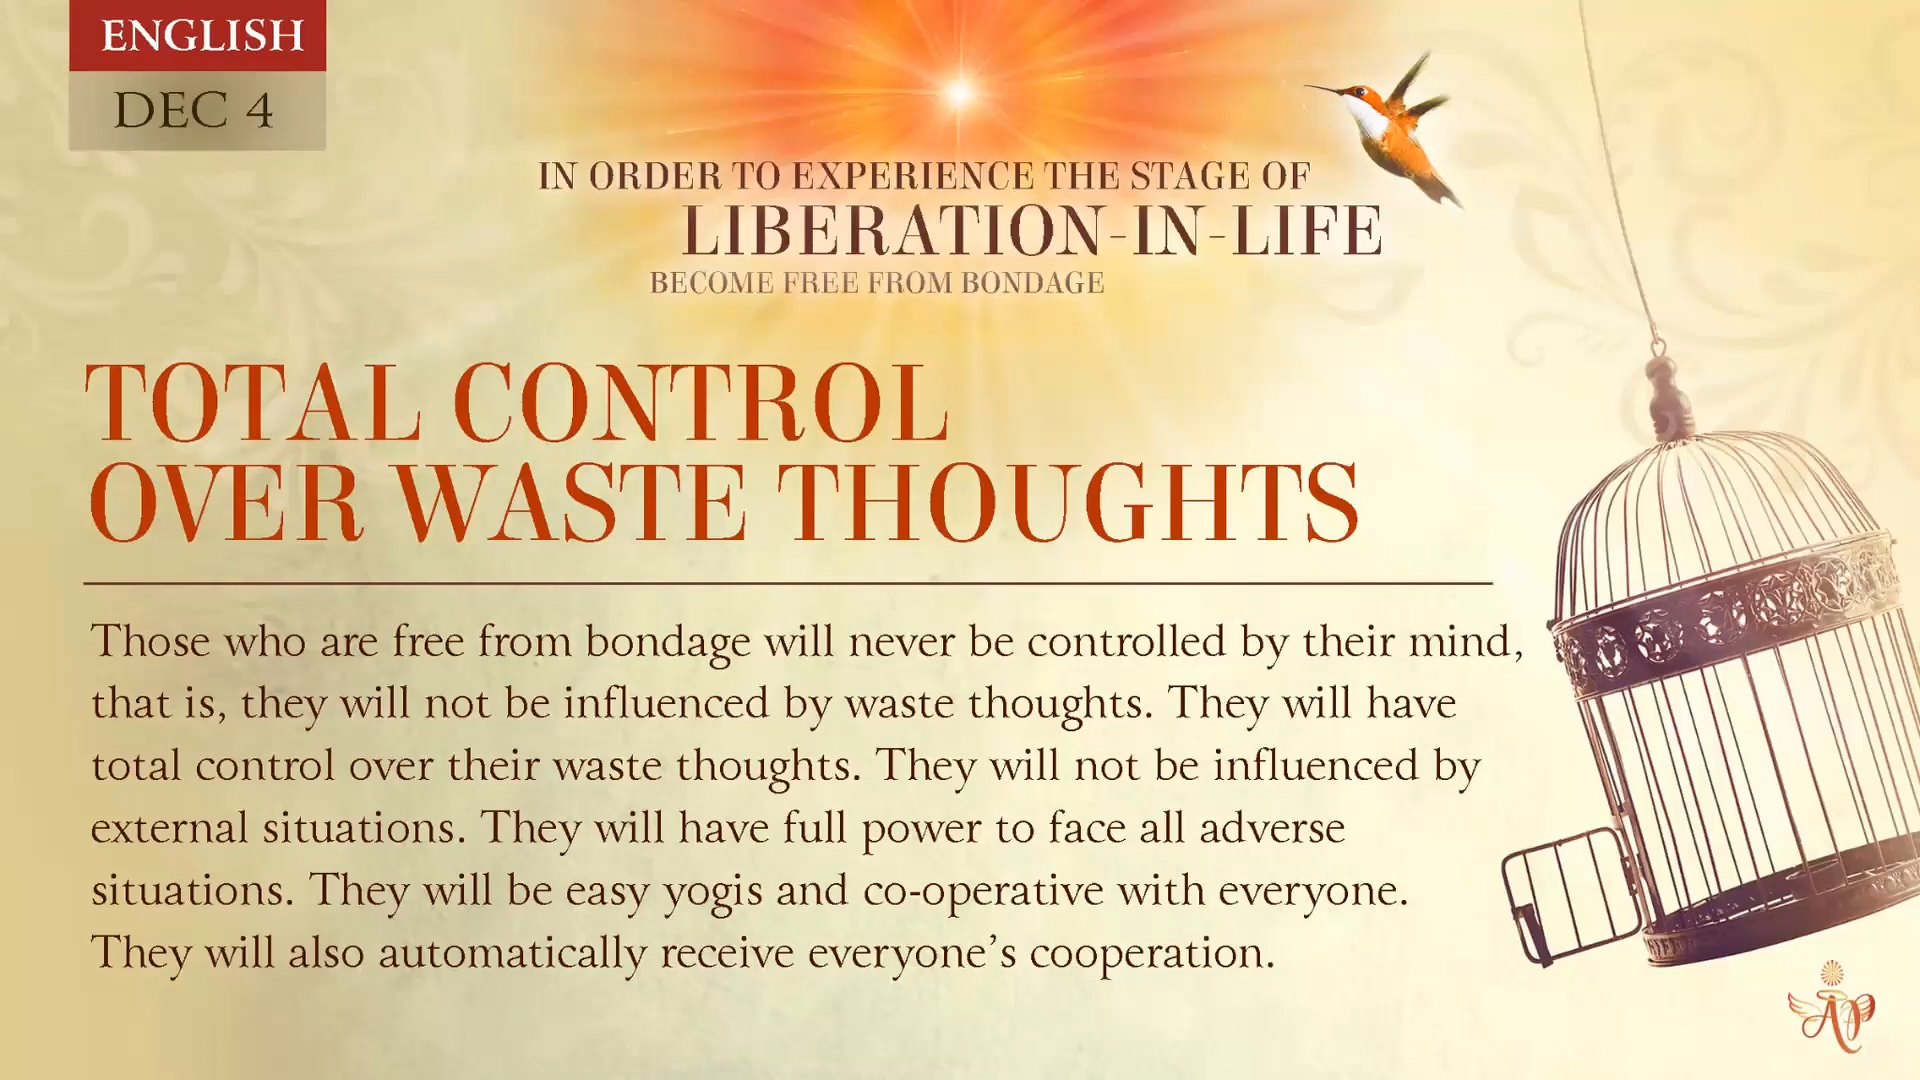 ENGLISH
DEC 4
IN ORDER TO EXPERIENCE THE STAGE OF
LIBERATION-IN-LIFE
BECOME FREE FROM BONDAGE
TOTAL CONTROL
OVER WASTE THOUGHTS
Those who are free from bondage will never be controlled by their mind,
that is, they will not be influenced by waste thoughts. They will have
total control over their waste thoughts. They will not be influenced by
external situations. They will have full power to face all adverse
situations. They will be easy yogis and co-operative with everyone.
They will also automatically receive everyone’s cooperation.
AP